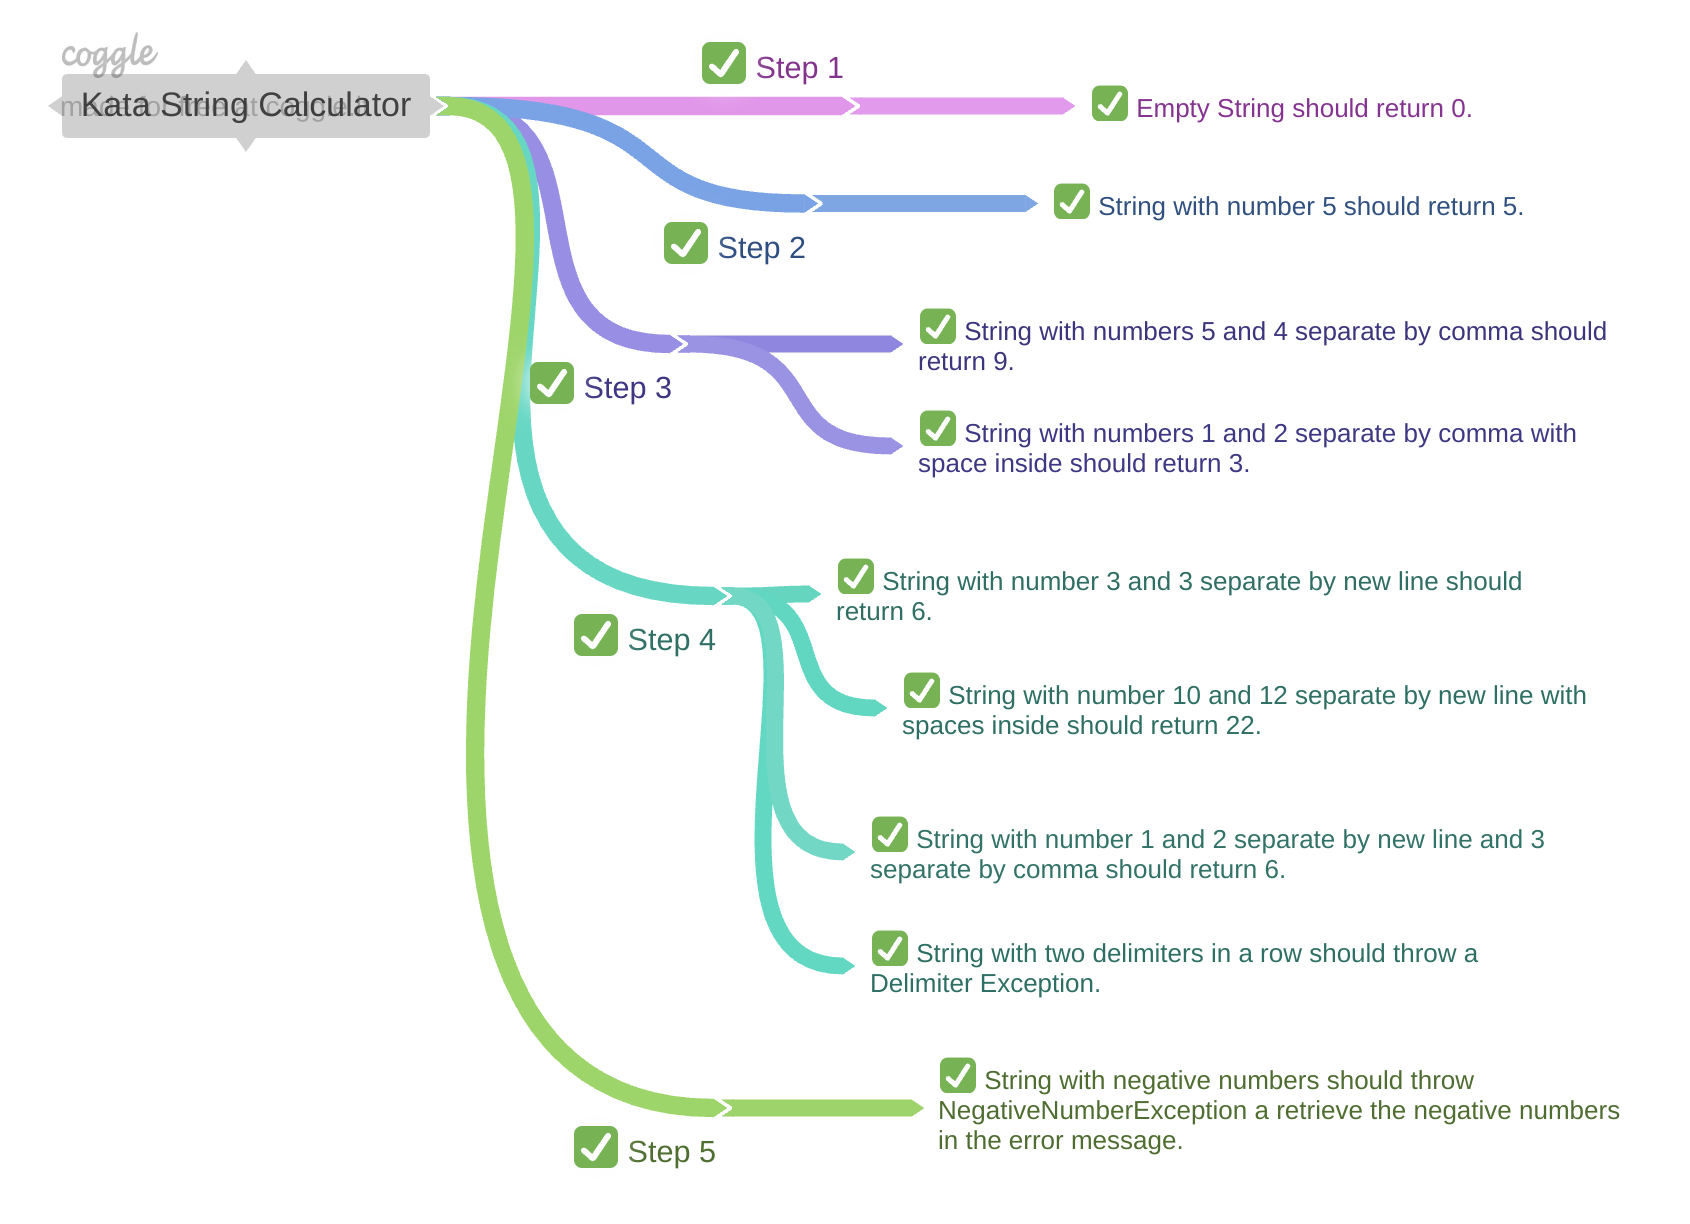 coggle
made for free at coggle.it
Kata String Calculator
✅ Step 1
✅ Empty String should return 0.
✅ Step 2
✅ String with number 5 should return 5.
✅ Step 3
✅ String with numbers 5 and 4 separate by comma should
return 9.
✅ String with numbers 1 and 2 separate by comma with
space inside should return 3.
✅ Step 4
✅ String with number 3 and 3 separate by new line should
return 6.
✅ String with number 10 and 12 separate by new line with
spaces inside should return 22.
✅ String with number 1 and 2 separate by new line and 3
separate by comma should return 6.
✅ String with two delimiters in a row should throw a
Delimiter Exception.
✅ Step 5
✅ String with negative numbers should throw
NegativeNumberException a retrieve the negative numbers
in the error message.